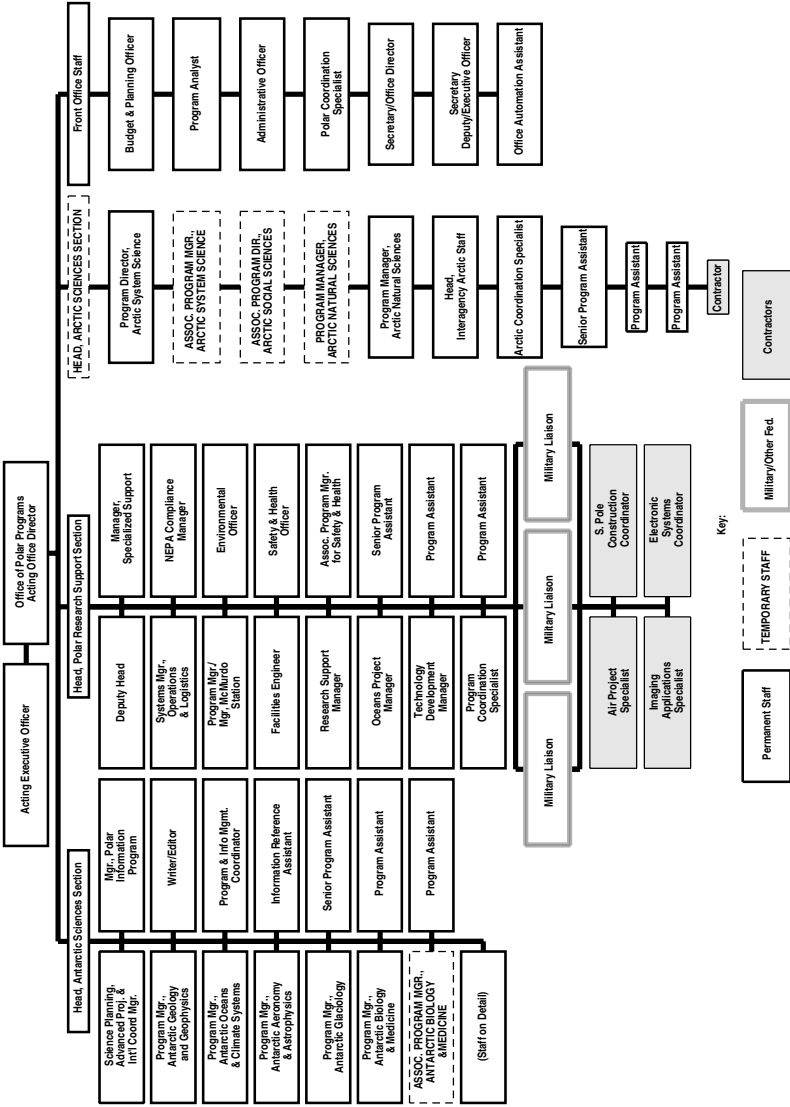 Office of Polar Programs
Acting Office Director
Acting Executive Officer
Head, Antarctic Sciences Section
Science Planning,
Advanced Proj. &
Int'l Coord Mgr.
Program Mgr.,
Antarctic Geology
and Geophysics
Program Mgr.,
Antarctic Oceans
& Climate Systems
Program Mgr.,
Antarctic Aeronomy
& Astrophysics
Program Mgr.,
Antarctic Glaciology
Program Mgr.,
Antarctic Biology
& Medicine
ASSOC. PROGRAM MGR.,
ANTARCTIC BIOLOGY
&MEDICINE
(Staff on Detail)
Mgr., Polar
Information
Program
Writer/Editor
Program & Info Mgmt.
Coordinator
Information Reference
Assistant
Senior Program Assistant
Program Assistant
Program Assistant
Head, Polar Research Support Section
Deputy Head
Systems Mgr.,
Operations
& Logistics
Program Mgr./
Mgr, McMurdo
Station
Facilities Engineer
Research Support
Manager
Oceans Project
Manager
Technology
Development
Manager
Program
Coordination
Specialist
Manager,
Specialized Support
NEPA Compliance
Manager
Environmental
Officer
Safety & Health
Officer
Assoc. Program Mgr.
for Safety & Health
Senior Program
Assistant
Program Assistant
Program Assistant
Military Liaison
Military Liaison
Military Liaison
Air Project
Specialist
Imaging
Applications
Specialist
S. Pule
Construction
Coordinator
Electronic
Systems
Coordinator
HEAD, ARCTIC SCIENCES SECTION
Program Director,
Arctic System Science
ASSOC. PROGRAM MGR.,
ARCTIC SYSTEM SCIENCE
ASSOC. PROGRAM DIR.,
ARCTIC SOCIAL SCIENCES
PROGRAM MANAGER,
ARCTIC NATURAL SCIENCES
Program Manager,
Arctic Natural Sciences
Head,
Interagency Arctic Staff
Arctic Coordination Specialist
Senior Program Assistant
Program Assistant
Program Assistant
Contractor
Front Office Staff
Budget & Planning Officer
Program Analyst
Administrative Officer
Polar Coordination
Specialist
Secretary/Office Director
Secretary
Deputy/Executive Officer
Office Automation Assistant
Key:
Permanent Staff
TEMPORARY STAFF
Military/Other Fed.
Contractors